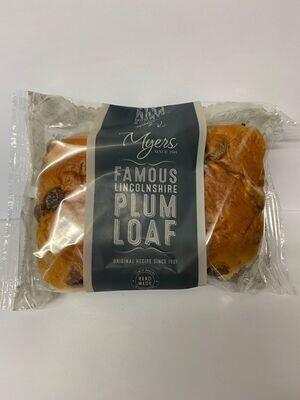 Myers
SINCE 1901
FAMOUS
LINCOLNSHIRE
PLUM
LOAF
ORIGINAL RECIPE SINCE 1901
HAND
MADE